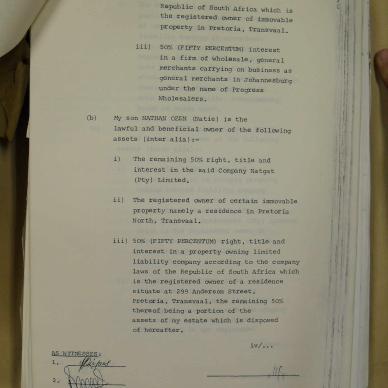 Republic of South Africa which is
the registered owner of immovable
property in Pretoria, Transvaal.
iii) 50% (FIFTY PERCENTUM) interest
in a firm of wholesale, general
merchants carrying on business as
general merchants in Johannesburg
under the name of Progress
Wholesalers.
(b) My son NATHAN OZEN (Natie) is the
lawful and beneficial owner of the following
assets (inter alia):-
i) The remaining 50% right, title and
interest in the said Company Natgat
(Pty) Limited.
ii) The registered owner of certain immovable
property namely a residence in Pretoria
North, Transvaal.
iii) 50% (FIFTY PERCENTUM) right, title and
interest in a property owning limited
liability company according to the company
laws of the Republic of South Africa which
is the registered owner of a residence
situate at 299 Anderson Street,
Pretoria, Transvaal, the remaining 50%
thereof being a portion of the
assets of my estate which is disposed
of hereafter.
AS WITNESSES:
1.
2.